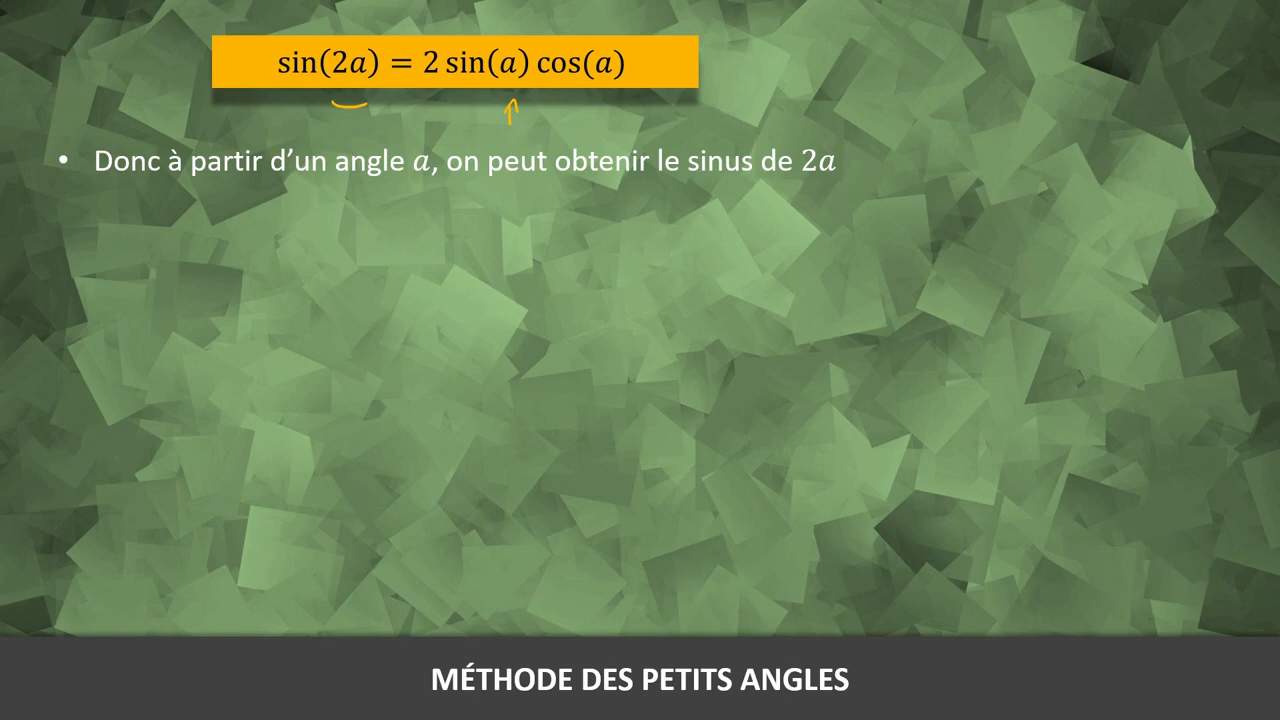 sin(2𝑎) = 2 sin(𝑎) cos(𝑎)
• Donc à partir d’un angle 𝑎, on peut obtenir le sinus de 2𝑎
MÉTHODE DES PETITS ANGLES